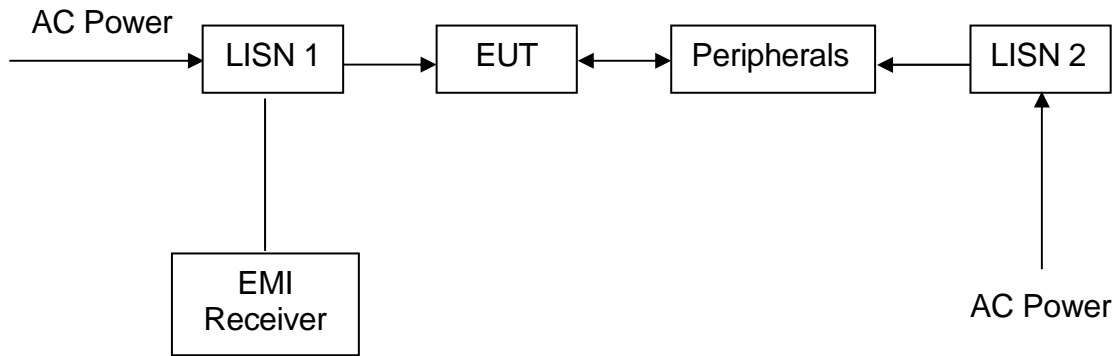 AC Power
LISN 1
EUT
Peripherals
LISN 2
EMI
Receiver
AC Power